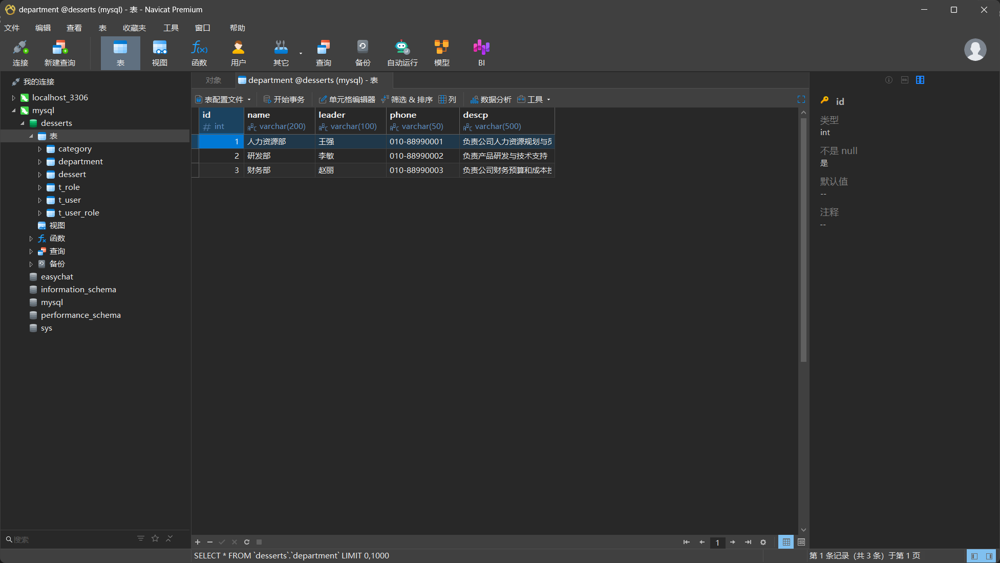 department @desserts (mysql) - 表 - Navicat Premium
文件 编辑 查看 表 收藏夹 工具 窗口 帮助
连接 新建查询 表 视图 函数 用户 其它 查询 备份 自动运行 模型 BI
我的连接
localhost_3306
mysql
desserts
表
category
department
dessert
t_role
t_user
t_user_role
视图
函数
查询
备份
easychat
information_schema
mysql
performance_schema
sys
搜索
对象 department @desserts (mysql) - 表
表配置文件 开始事务 单元格编辑器 筛选 & 排序 列 数据分析 工具
id name leader phone descp
# int varchar(200) varchar(100) varchar(50) varchar(500)
1 人力资源部 王强 010-88990001 负责公司人力资源规划与
2 研发部 李敏 010-88990002 负责产品研发与技术支持
3 财务部 赵丽 010-88990003 负责公司财务预算和成本
1
SELECT * FROM `desserts`.`department` LIMIT 0,1000
第 1 条记录 (共 3 条) 于第 1 页
id
类型
int
不是 null
是
默认值
--
注释
--